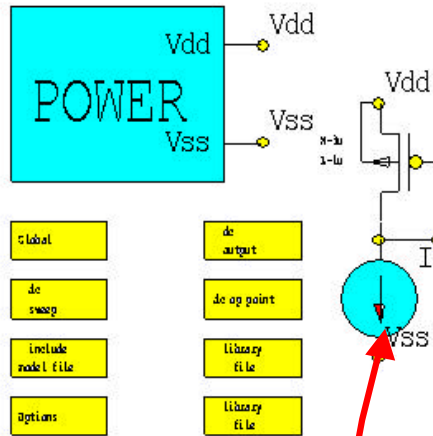 Vdd
Vdd
POWER
Vss
Vss
Vdd
Global
dc
output
I
dc
sweep
dc op point
Vss
include
model file
library
file
Options
library
file